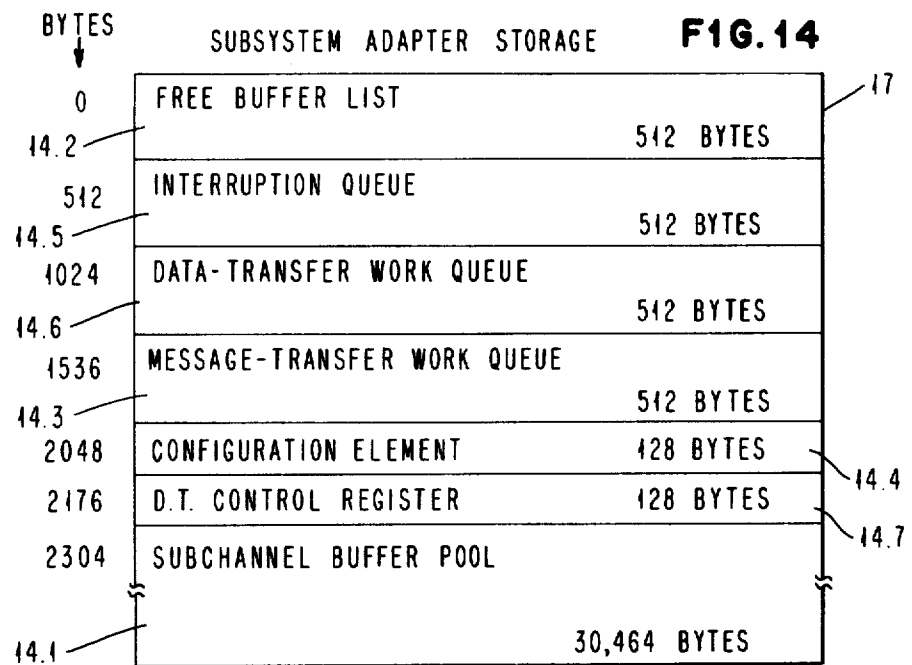 BYTES
SUBSYSTEM ADAPTER STORAGE
FIG. 14
17
0
FREE BUFFER LIST
512 BYTES
14.2
512
INTERRUPTION QUEUE
512 BYTES
14.5
1024
DATA-TRANSFER WORK QUEUE
512 BYTES
14.6
1536
MESSAGE-TRANSFER WORK QUEUE
512 BYTES
14.3
2048
CONFIGURATION ELEMENT
128 BYTES
14.4
2176
D.T. CONTROL REGISTER
128 BYTES
14.7
2304
SUBCHANNEL BUFFER POOL
30,464 BYTES
14.1